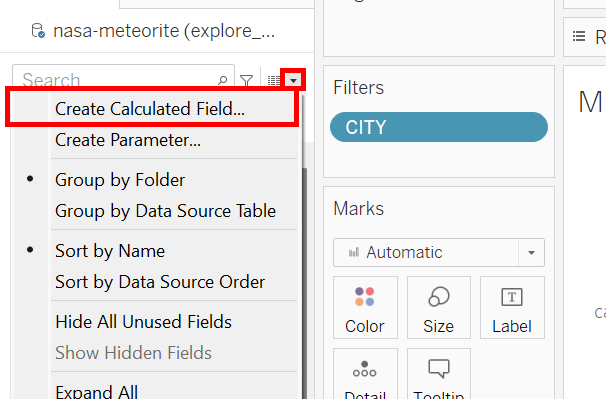 nasa-meteorite (explore_...
Search
Create Calculated Field...
Create Parameter...
Group by Folder
Group by Data Source Table
Sort by Name
Sort by Data Source Order
Hide All Unused Fields
Show Hidden Fields
Expand All
Filters
CITY
Marks
Automatic
Color
Size
Label
Detail
Tooltip
R
M
ca